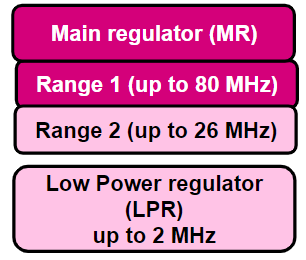 Main regulator (MR)
Range 1 (up to 80 MHz)
Range 2 (up to 26 MHz)
Low Power regulator
(LPR)
up to 2 MHz